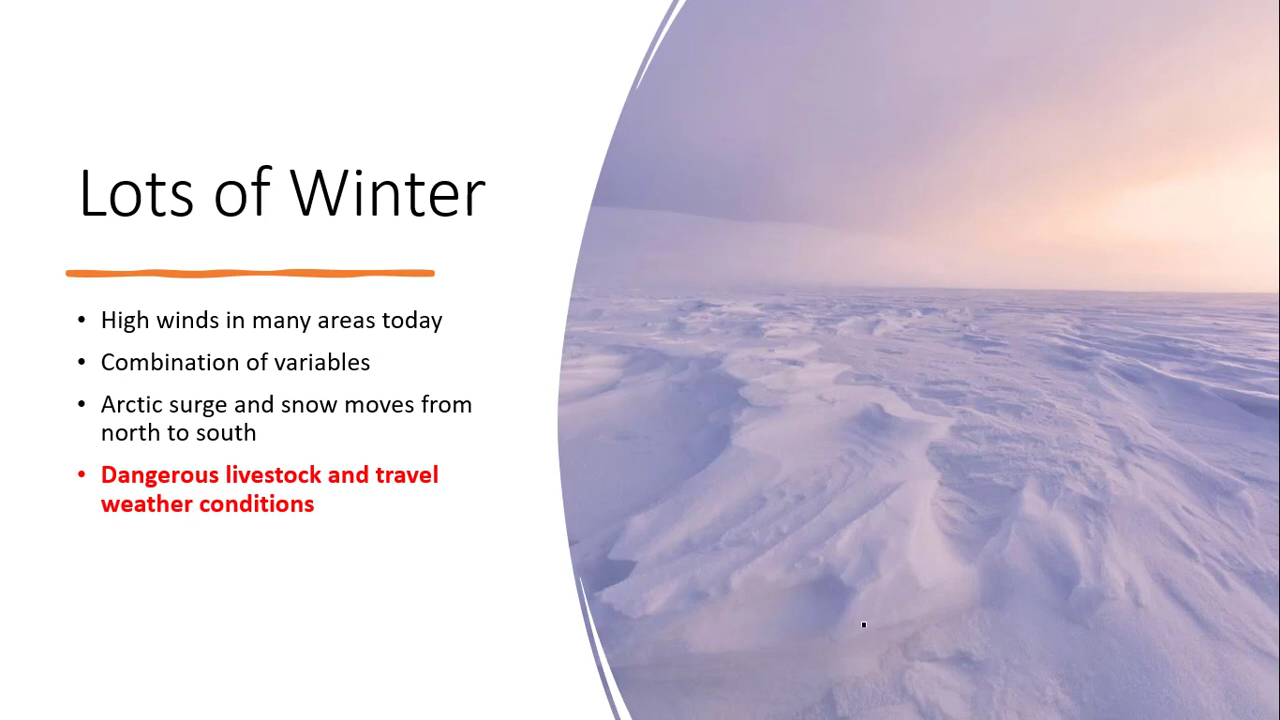 Lots of Winter
• High winds in many areas today
• Combination of variables
• Arctic surge and snow moves from
north to south
• Dangerous livestock and travel
weather conditions